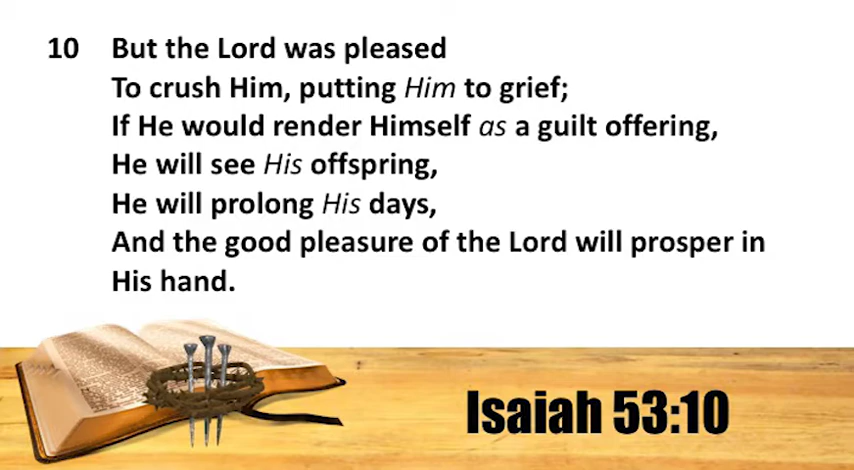 10 But the Lord was pleased
To crush Him, putting Him to grief;
If He would render Himself as a guilt offering,
He will see His offspring,
He will prolong His days,
And the good pleasure of the Lord will prosper in
His hand.
Isaiah 53:10